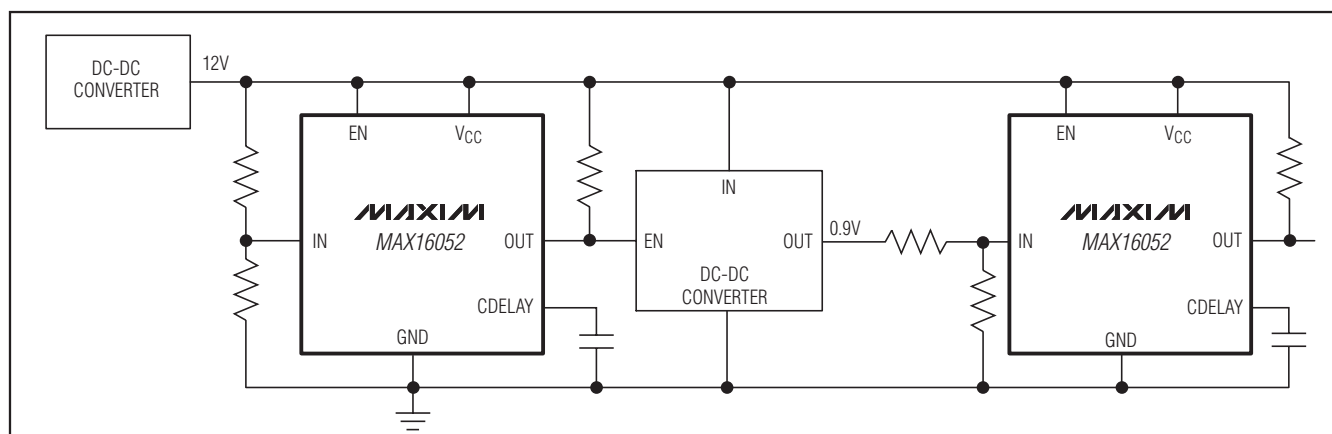 DC-DC
CONVERTER
12V
EN
VCC
IN
MAXIM
MAX16052
OUT
CDELAY
GND
IN
EN
OUT
DC-DC
CONVERTER
0.9V
EN
VCC
IN
MAXIM
MAX16052
OUT
CDELAY
GND